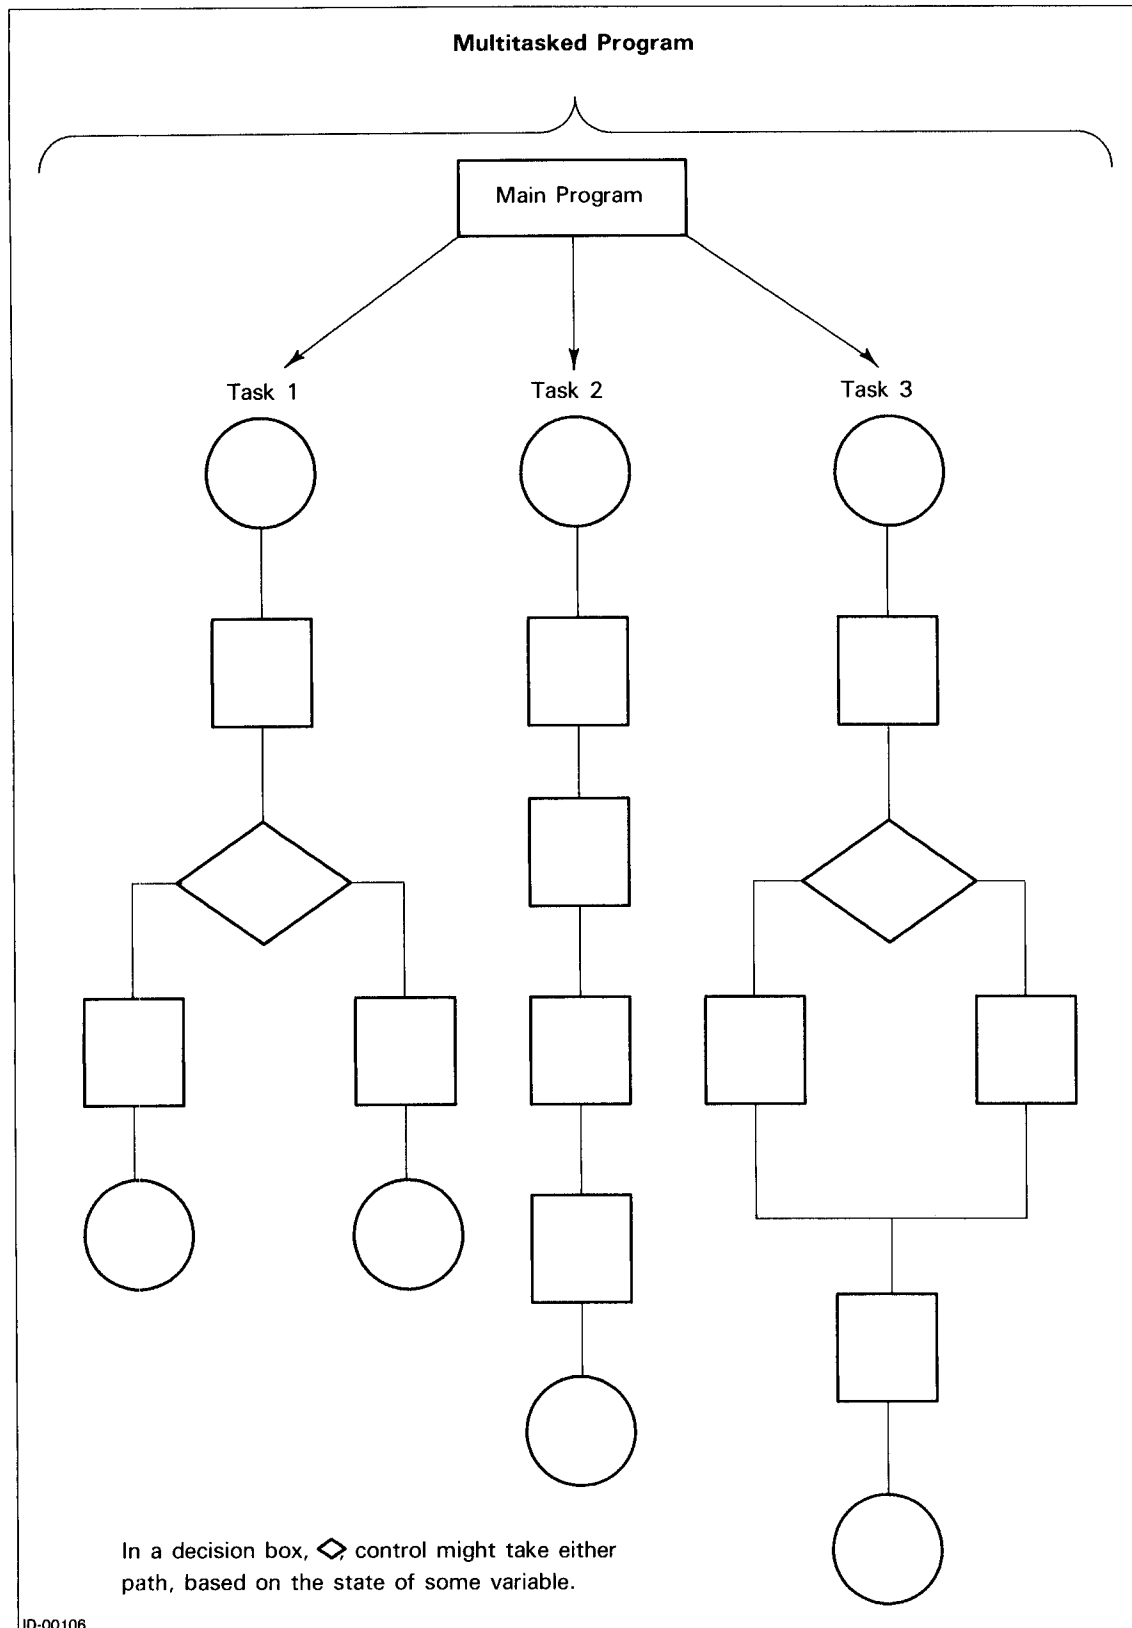 Multitasked Program
Main Program
Task 1
Task 2
Task 3
In a decision box, ◇, control might take either
path, based on the state of some variable.
ID-00106